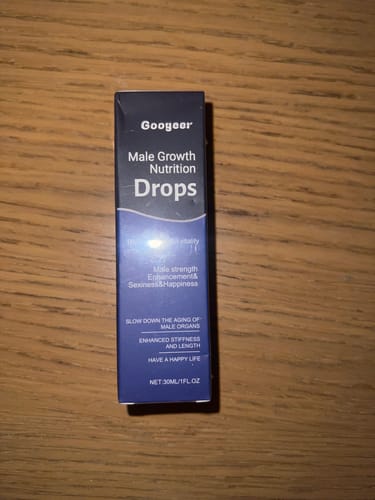 Googeer
Male Growth
Nutrition
Drops
vitality
Male strength
Enhancement&
Sexiness&Happiness
SLOW DOWN THE AGING OF
MALE ORGANS
ENHANCED STIFFNESS
AND LENGTH
HAVE A HAPPY LIFE
NET:30ML/1FL.OZ